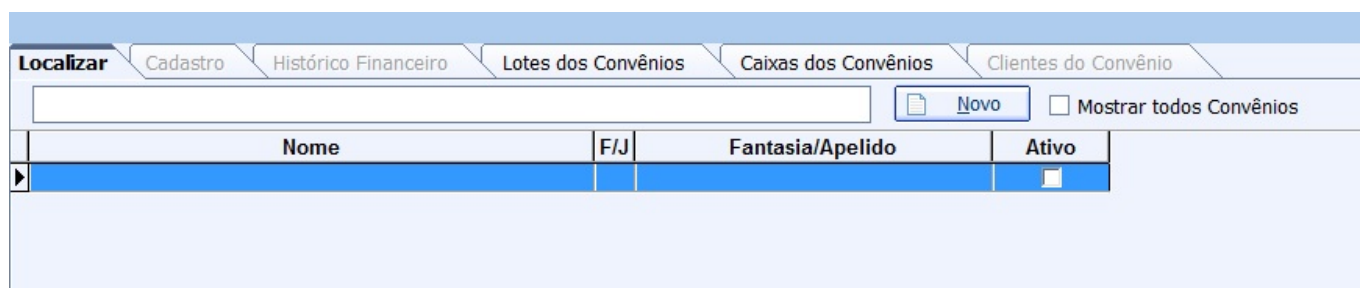 Localizar Cadastro Histórico Financeiro Lotes dos Convênios Caixas dos Convênios Clientes do Convênio
Novo Mostrar todos Convênios
Nome F/J Fantasia/Apelido Ativo